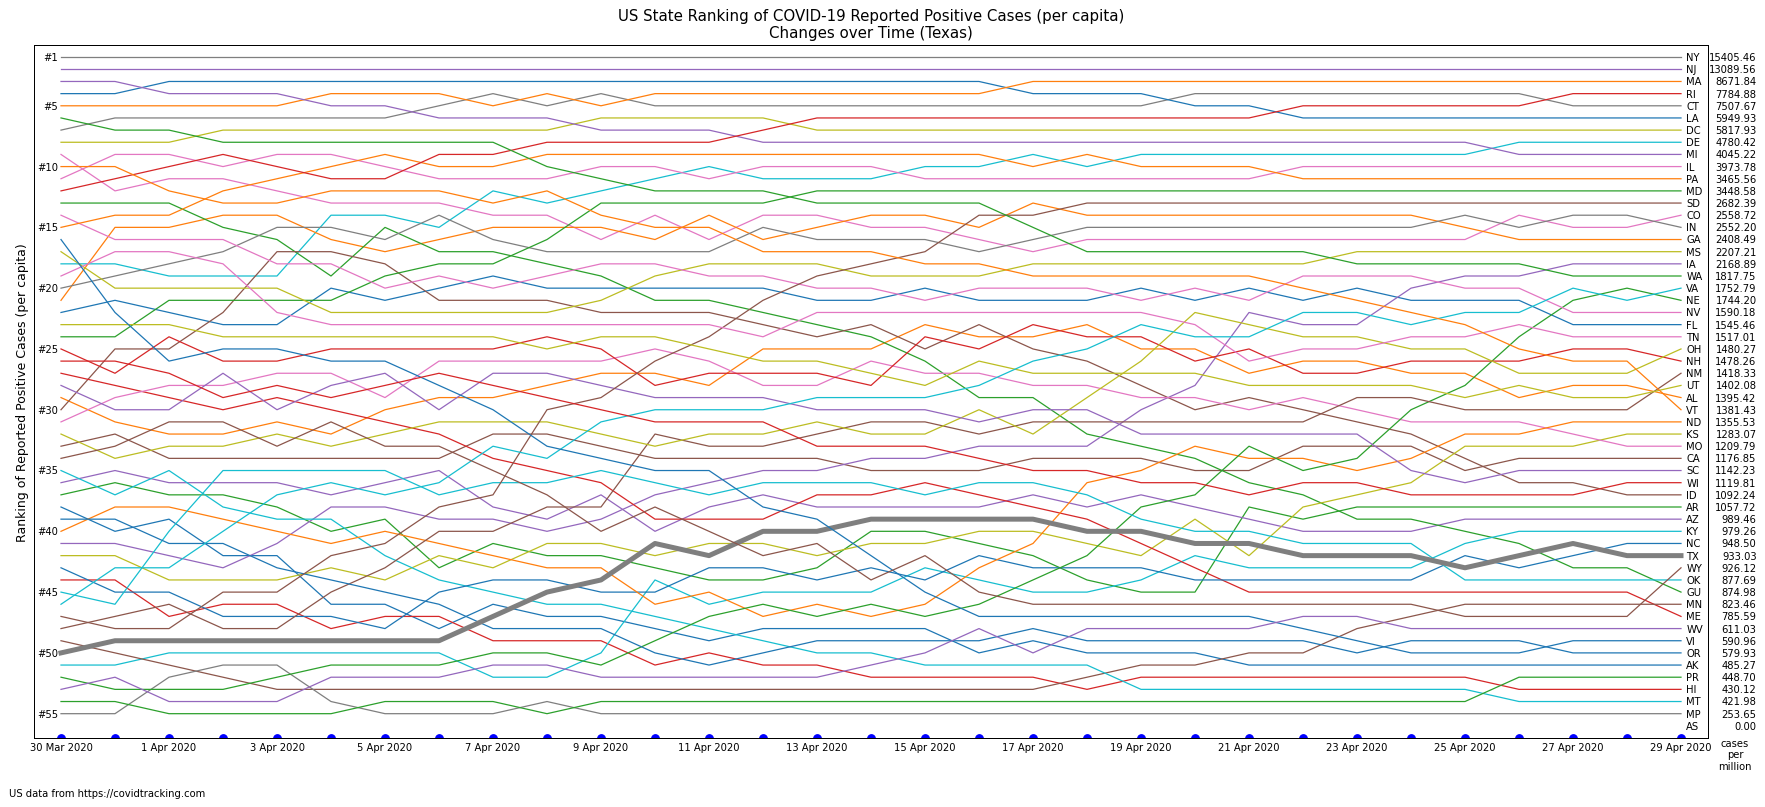 US State Ranking of COVID-19 Reported Positive Cases (per capita)
Changes over Time (Texas)
Ranking of Reported Positive Cases (per capita)
#1
#5
#10
#15
#20
#25
#30
#35
#40
#45
#50
#55
NY 15405.46
NJ 13089.56
MA 8671.84
RI 7784.88
CT 7507.67
LA 5949.93
DC 5817.93
DE 4780.42
MI 4045.22
IL 3973.78
PA 3465.56
MD 3448.58
SD 2682.39
CO 2558.72
IN 2552.20
GA 2408.49
MS 2207.21
IA 2168.89
WA 1817.75
VA 1752.79
NE 1744.20
NV 1590.18
FL 1545.46
TN 1517.01
OH 1480.27
NH 1478.26
NM 1418.33
UT 1402.08
AL 1395.42
VT 1381.43
ND 1355.53
KS 1283.07
MO 1209.79
CA 1176.85
SC 1142.23
WI 1119.81
ID 1092.24
AR 1057.72
AZ 989.46
KY 979.26
NC 948.50
TX 933.03
WY 926.12
OK 877.69
GU 874.98
MN 823.46
ME 785.59
WV 611.03
VI 590.96
OR 579.93
AK 485.27
PR 448.70
HI 430.12
MT 421.98
MP 253.65
AS 0.00
30 Mar 2020 1 Apr 2020 3 Apr 2020 5 Apr 2020 7 Apr 2020 9 Apr 2020 11 Apr 2020 13 Apr 2020 15 Apr 2020 17 Apr 2020 19 Apr 2020 21 Apr 2020 23 Apr 2020 25 Apr 2020 27 Apr 2020 29 Apr 2020
cases
per
million
US data from https://covidtracking.com